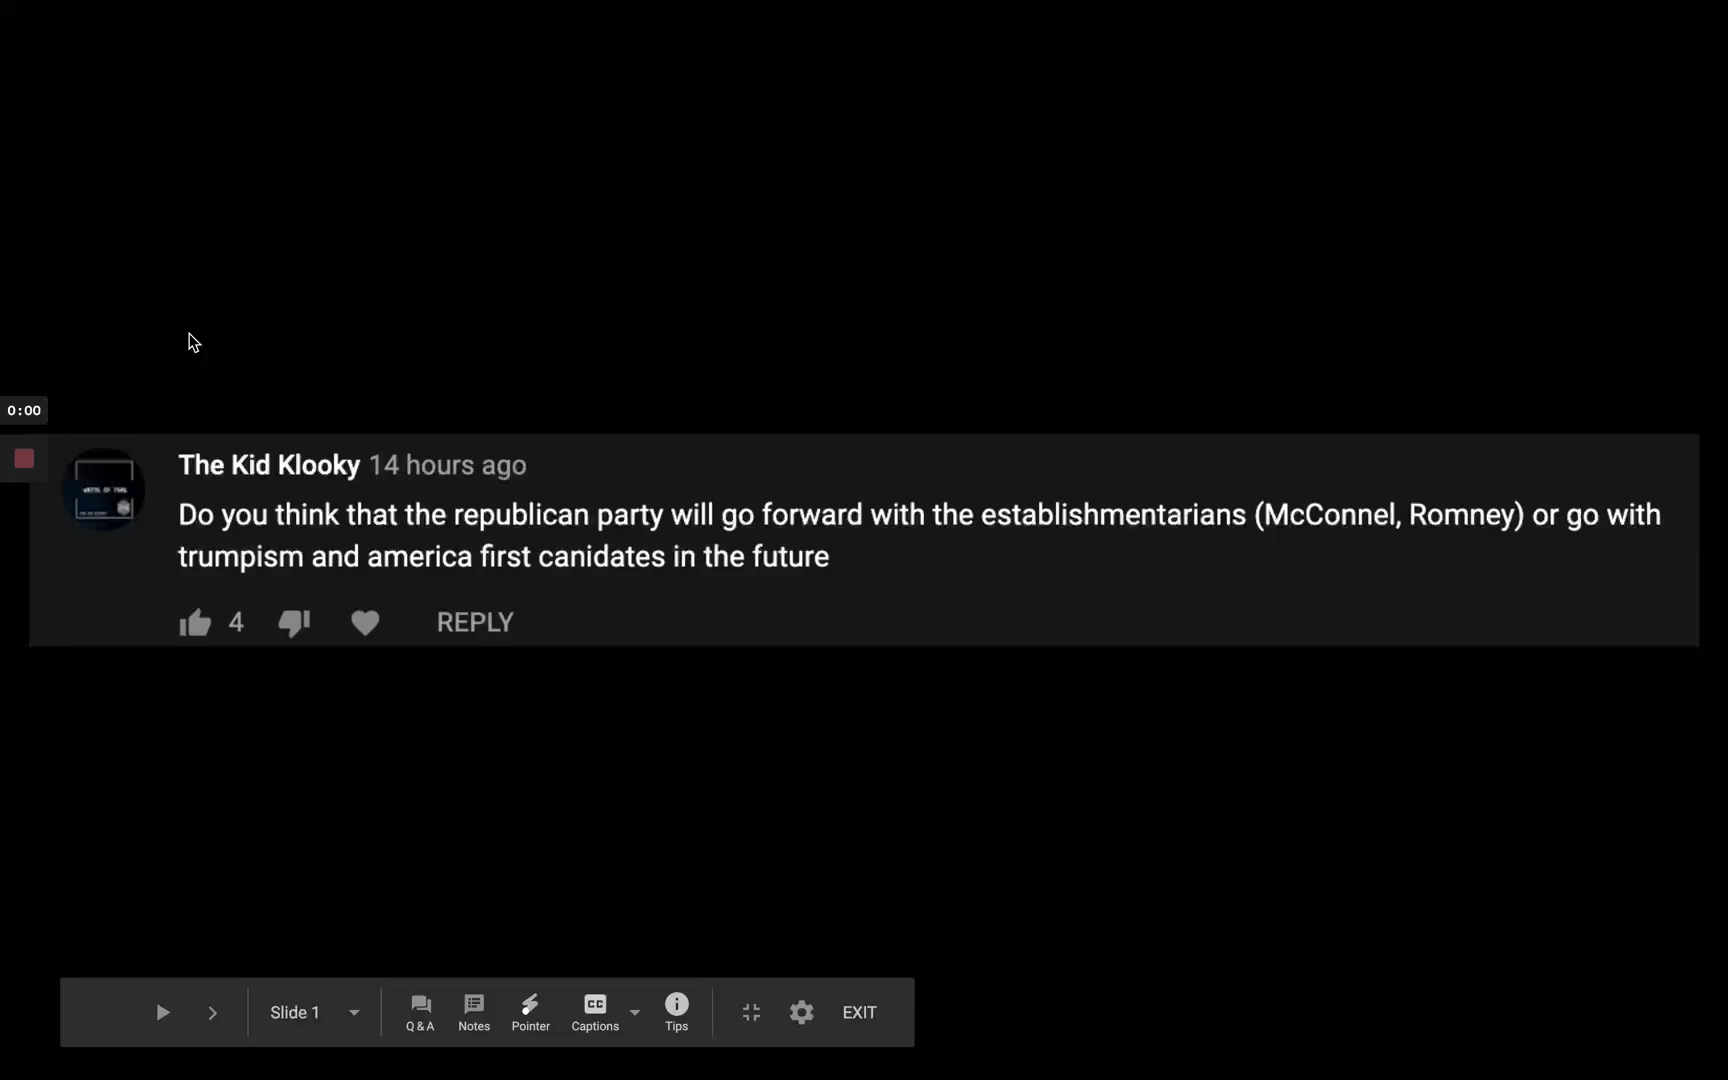 0:00
The Kid Klooky 14 hours ago
Do you think that the republican party will go forward with the establishmentarians (McConnel, Romney) or go with
trumpism and america first canidates in the future
4 REPLY
Slide 1 Q & A Notes Pointer CC Captions Tips EXIT